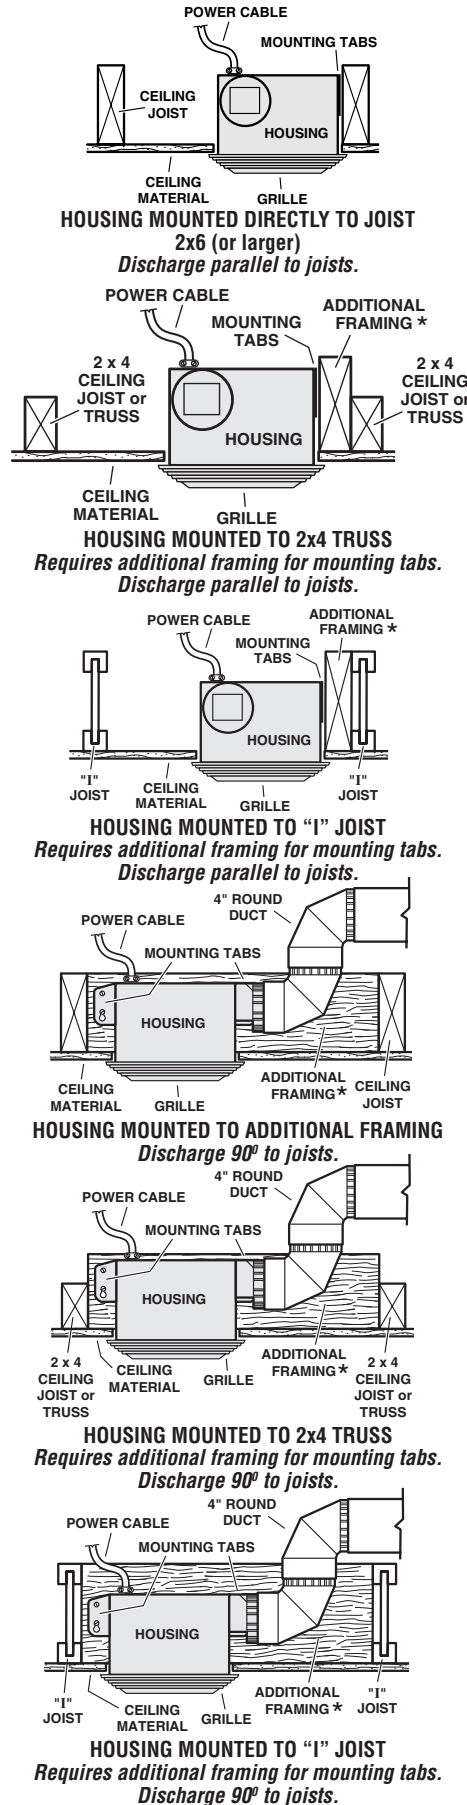 POWER CABLE
MOUNTING TABS
CEILING
JOIST
HOUSING
CEILING
MATERIAL
GRILLE
HOUSING MOUNTED DIRECTLY TO JOIST
2x6 (or larger)
Discharge parallel to joists.
POWER CABLE
ADDITIONAL
FRAMING *
MOUNTING
TABS
2 x 4
CEILING
JOIST or
TRUSS
2 x 4
CEILING
JOIST or
TRUSS
HOUSING
CEILING
MATERIAL
GRILLE
HOUSING MOUNTED TO 2x4 TRUSS
Requires additional framing for mounting tabs.
Discharge parallel to joists.
ADDITIONAL
FRAMING *
POWER CABLE
MOUNTING
TABS
HOUSING
"I"
JOIST
CEILING
MATERIAL
GRILLE
"I"
JOIST
HOUSING MOUNTED TO “I” JOIST
Requires additional framing for mounting tabs.
Discharge parallel to joists.
4" ROUND
DUCT
POWER CABLE
MOUNTING TABS
HOUSING
CEILING
MATERIAL
GRILLE
ADDITIONAL
FRAMING *
CEILING
JOIST
HOUSING MOUNTED TO ADDITIONAL FRAMING
Discharge 90⁰ to joists.
4" ROUND
DUCT
POWER CABLE
MOUNTING TABS
HOUSING
2 x 4
CEILING
JOIST or
TRUSS
CEILING
MATERIAL
GRILLE
ADDITIONAL
FRAMING *
2 x 4
CEILING
JOIST or
TRUSS
HOUSING MOUNTED TO 2x4 TRUSS
Requires additional framing for mounting tabs.
Discharge 90⁰ to joists.
4" ROUND
DUCT
POWER CABLE
MOUNTING TABS
HOUSING
"I"
JOIST
CEILING
MATERIAL
GRILLE
ADDITIONAL
FRAMING *
"I"
JOIST
HOUSING MOUNTED TO “I” JOIST
Requires additional framing for mounting tabs.
Discharge 90⁰ to joists.